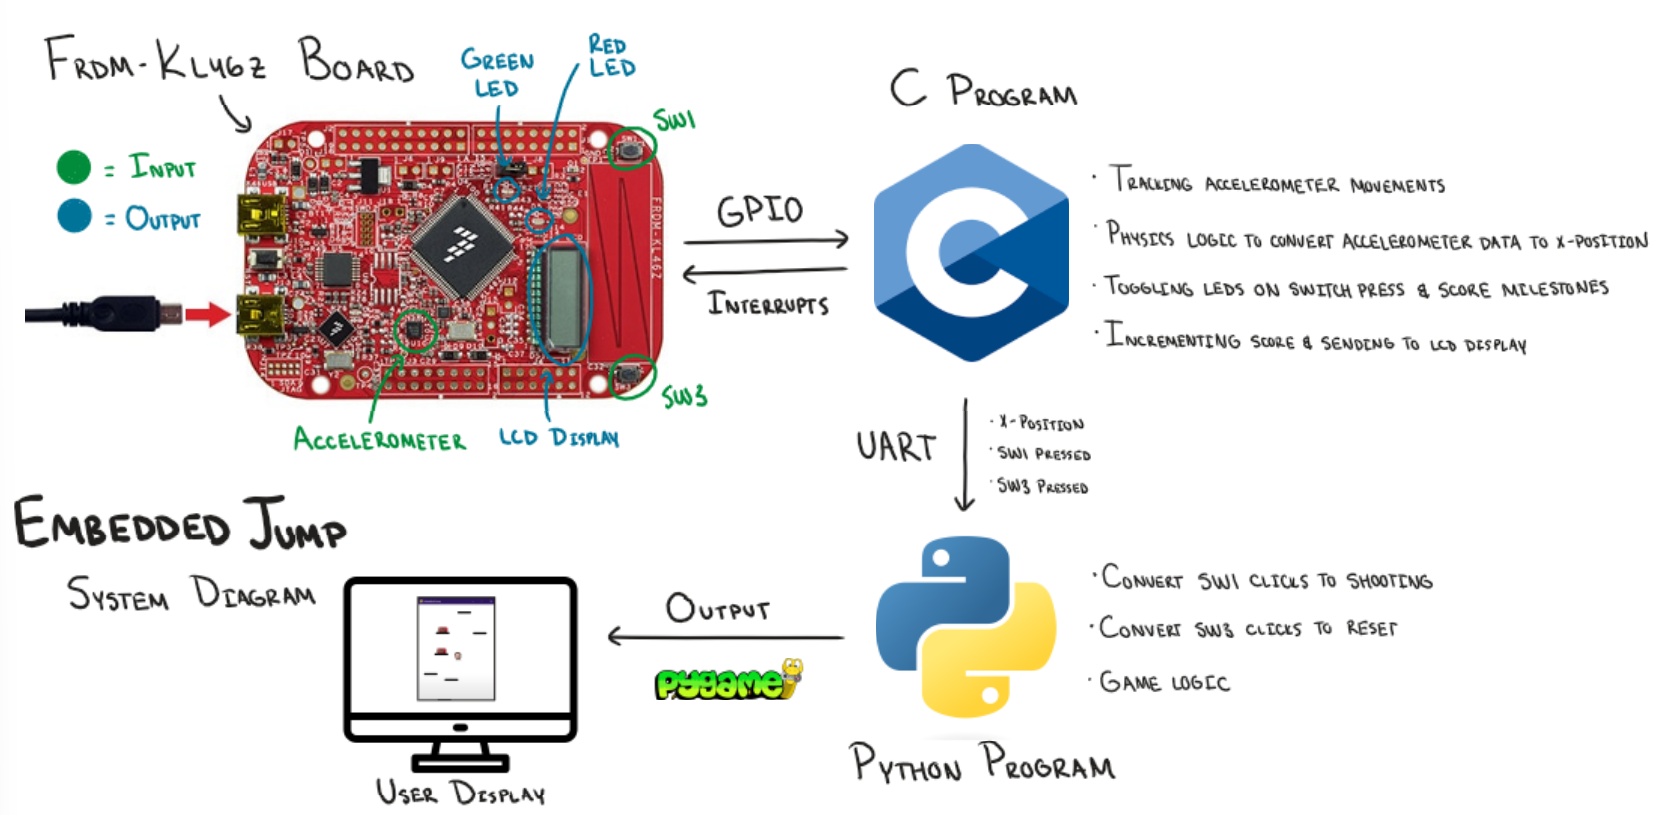 FRDM-KL46Z BOARD
GREEN
LED
RED
LED
SW1
= INPUT
= OUTPUT
FRDM-KL46Z
SW3
ACCELEROMETER
LCD DISPLAY
GPIO
INTERRUPTS
C PROGRAM
C
· TRACKING ACCELEROMETER MOVEMENTS
· PHYSICS LOGIC TO CONVERT ACCELEROMETER DATA TO X-POSITION
· TOGGLING LEDS ON SWITCH PRESS & SCORE MILESTONES
· INCREMENTING SCORE & SENDING TO LCD DISPLAY
UART
· X-POSITION
· SW1 PRESSED
· SW3 PRESSED
EMBEDDED JUMP
SYSTEM DIAGRAM
OUTPUT
pygame
USER DISPLAY
· CONVERT SW1 CLICKS TO SHOOTING
· CONVERT SW3 CLICKS TO RESET
· GAME LOGIC
PYTHON PROGRAM